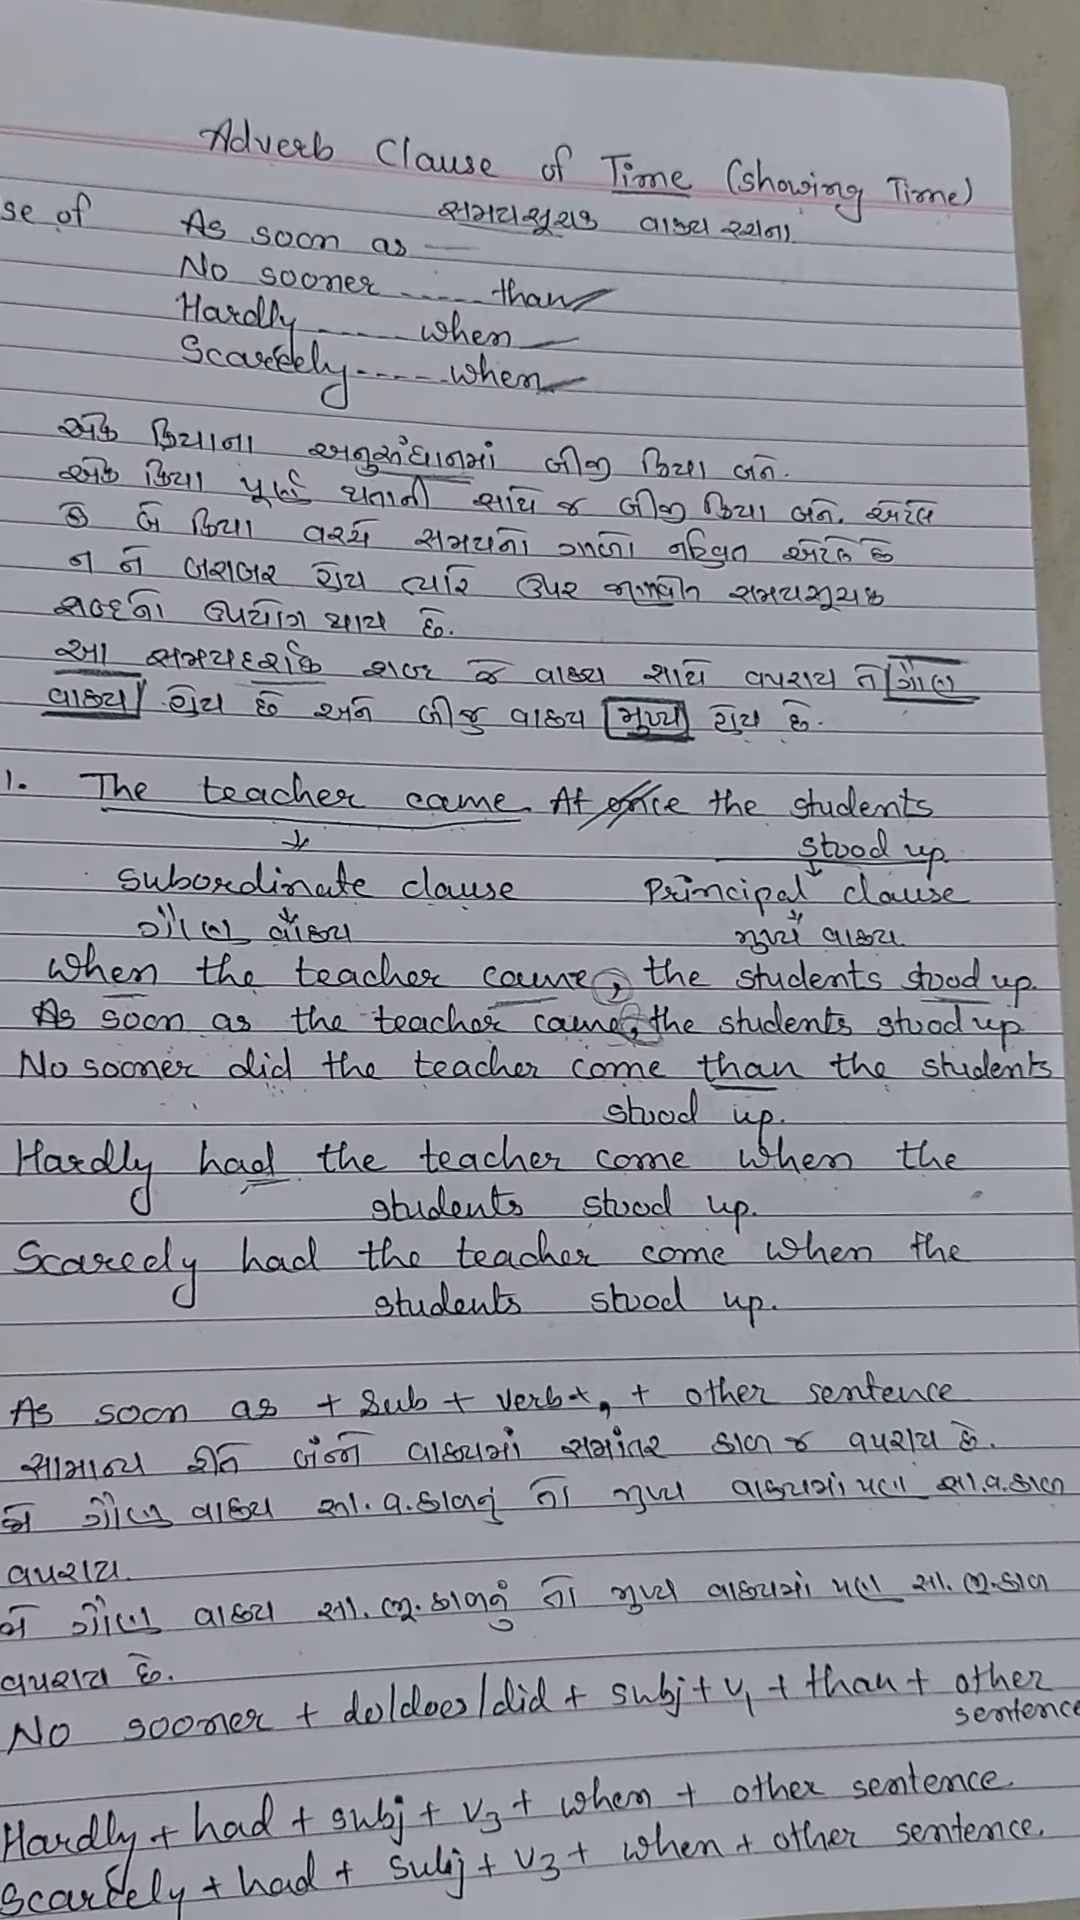 Adverb Clause of Time (showing Time)
સમયસૂચક વાક્ય રચના
se of As soon as —
No sooner ..... than
Hardly .... when
Scarcely ..... when
એક ક્રિયાના અનુસંધાનમાં બીજી ક્રિયા બને.
એક ક્રિયા પૂર્ણ થતાની સાથે જ બીજી ક્રિયા બને. એટલે
કે બે ક્રિયા વચ્ચે સમયનો ગાળો નહિવત એટલે કે
ન ને બરાબર હોય ત્યારે ઉપર સમયસૂચક
શબ્દનો ઉપયોગ થાય છે.
આ સમયદર્શક શબ્દ જે વાક્ય સાથે વપરાય તે ગૌણ
વાક્ય હોય છે અને બીજુ વાક્ય મુખ્ય હોય છે.
1. The teacher came. At once the students
stood up.
subordinate clause Principal clause
ગૌણ વાક્ય મુખ્ય વાક્ય
When the teacher came, the students stood up.
As soon as the teacher came, the students stood up
No sooner did the teacher come than the students
stood up.
Hardly had the teacher come when the
students stood up.
Scarcely had the teacher come when the
students stood up.
As soon as + Sub + verb + , + other sentence
સામાન્ય રીતે બંને વાક્યમાં સમાંતર કાળ જ વપરાય છે.
જો ગૌણ વાક્ય સા. વ. કાળનું તો મુખ્ય વાક્યમાં પણ સા. વ. કાળ
વપરાય.
જો ગૌણ વાક્ય સા. ભૂ. કાળનું તો મુખ્ય વાક્યમાં પણ સા. ભૂ. કાળ
વપરાય છે.
No sooner + do/does/did + subj + V1 + than + other
sentence
Hardly + had + subj + V3 + when + other sentence.
Scarcely + had + subj + V3 + when + other sentence.